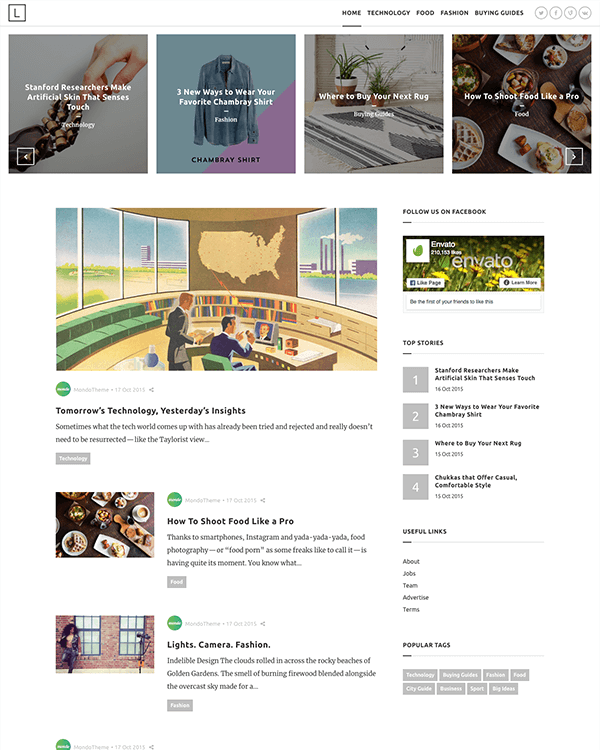 L
HOME TECHNOLOGY FOOD FASHION BUYING GUIDES
Stanford Researchers Make
Artificial Skin That Senses
Touch
Technology
3 New Ways to Wear Your
Favorite Chambray Shirt
Fashion
CHAMBRAY SHIRT
Where to Buy Your Next Rug
Buying Guides
How To Shoot Food Like a Pro
Food
Mondo
MondoTheme • 17 Oct 2015
Tomorrow's Technology, Yesterday's Insights
Sometimes what the tech world comes up with has already been tried and rejected and really doesn't
need to be resurrected — like the Taylorist view...
Technology
Mondo
MondoTheme • 17 Oct 2015
How To Shoot Food Like a Pro
Thanks to smartphones, Instagram and yada-yada-yada, food
photography — or “food porn” as some freaks like to call it — is
having quite its moment. You know what...
Food
Mondo
MondoTheme • 17 Oct 2015
Lights. Camera. Fashion.
Indelible Design The clouds rolled in across the rocky beaches of
Golden Gardens. The smell of burning firewood blended alongside
the overcast sky made for a...
Fashion
Mondo
MondoTheme • 17 Oct 2015
FOLLOW US ON FACEBOOK
Envato
210,153 likes
envato
Like Page
Learn More
Be the first of your friends to like this
TOP STORIES
1
Stanford Researchers Make
Artificial Skin That Senses Touch
16 Oct 2015
2
3 New Ways to Wear Your Favorite
Chambray Shirt
16 Oct 2015
3
Where to Buy Your Next Rug
15 Oct 2015
4
Chukkas that Offer Casual,
Comfortable Style
15 Oct 2015
USEFUL LINKS
About
Jobs
Team
Advertise
Terms
POPULAR TAGS
Technology Buying Guides Fashion Food
City Guide Business Sport Big Ideas